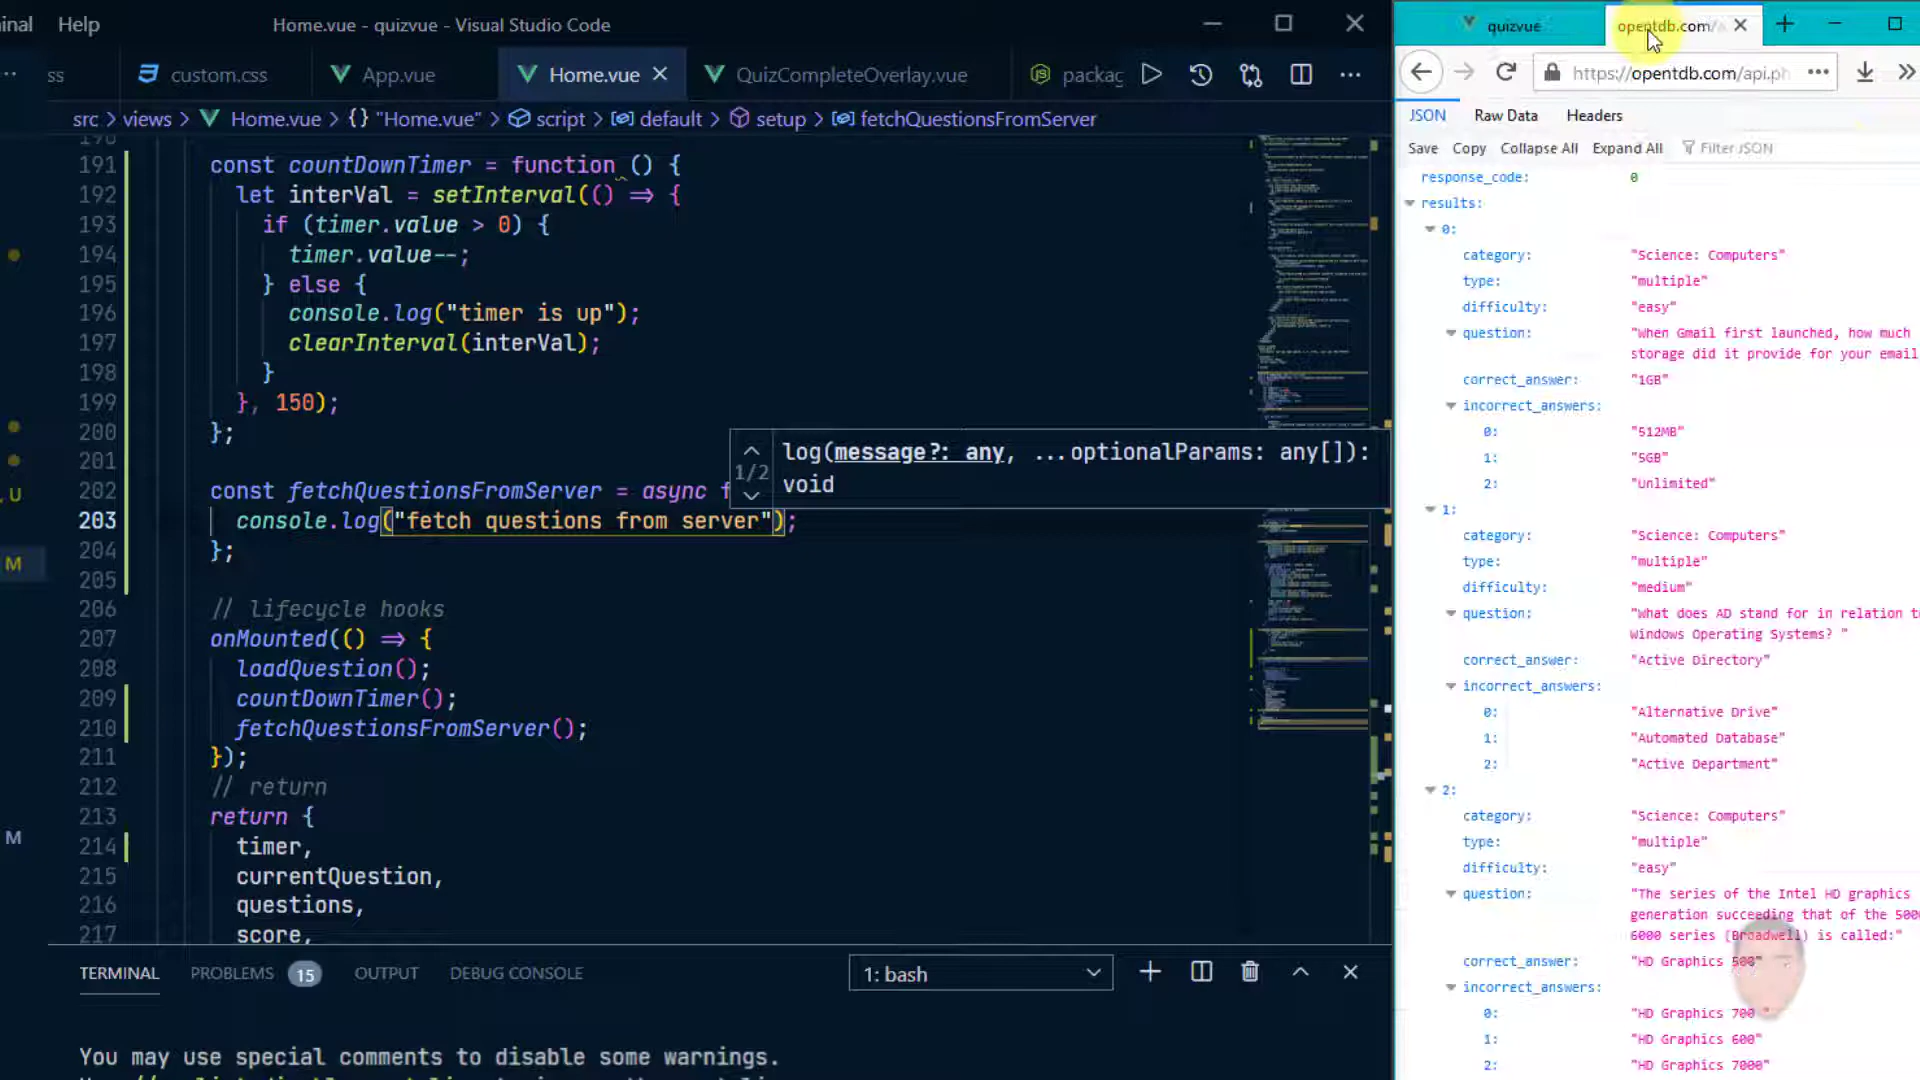 inal Help Home.vue - quizvue - Visual Studio Code
ss custom.css App.vue Home.vue QuizCompleteOverlay.vue packag
src > views > Home.vue > {} "Home.vue" > script > default > setup > fetchQuestionsFromServer
190
191 const countDownTimer = function () {
192 let interVal = setInterval(() => {
193 if (timer.value > 0) {
194 timer.value--;
195 } else {
196 console.log("timer is up");
197 clearInterval(interVal);
198 }
199 }, 150);
200 };
201
202 const fetchQuestionsFromServer = async f
203 console.log("fetch questions from server");
204 };
205
206 // lifecycle hooks
207 onMounted(() => {
208 loadQuestion();
209 countDownTimer();
210 fetchQuestionsFromServer();
211 });
212 // return
213 return {
214 timer,
215 currentQuestion,
216 questions,
217 score,
U
M
M
1/2 log(message?: any, ...optionalParams: any[]):
void
TERMINAL PROBLEMS 15 OUTPUT DEBUG CONSOLE 1: bash
You may use special comments to disable some warnings.
quizvue opentdb.com/a
https://opentdb.com/api.ph
JSON Raw Data Headers
Save Copy Collapse All Expand All Filter JSON
response_code: 0
results:
0:
category: "Science: Computers"
type: "multiple"
difficulty: "easy"
question: "When Gmail first launched, how much
storage did it provide for your email
correct_answer: "1GB"
incorrect_answers:
0: "512MB"
1: "5GB"
2: "Unlimited"
1:
category: "Science: Computers"
type: "multiple"
difficulty: "medium"
question: "What does AD stand for in relation to
Windows Operating Systems? "
correct_answer: "Active Directory"
incorrect_answers:
0: "Alternative Drive"
1: "Automated Database"
2: "Active Department"
2:
category: "Science: Computers"
type: "multiple"
difficulty: "easy"
question: "The series of the Intel HD graphics
generation succeeding that of the 500
6000 series (Broadwell) is called:"
correct_answer: "HD Graphics 500"
incorrect_answers:
0: "HD Graphics 700 "
1: "HD Graphics 600"
2: "HD Graphics 7000"